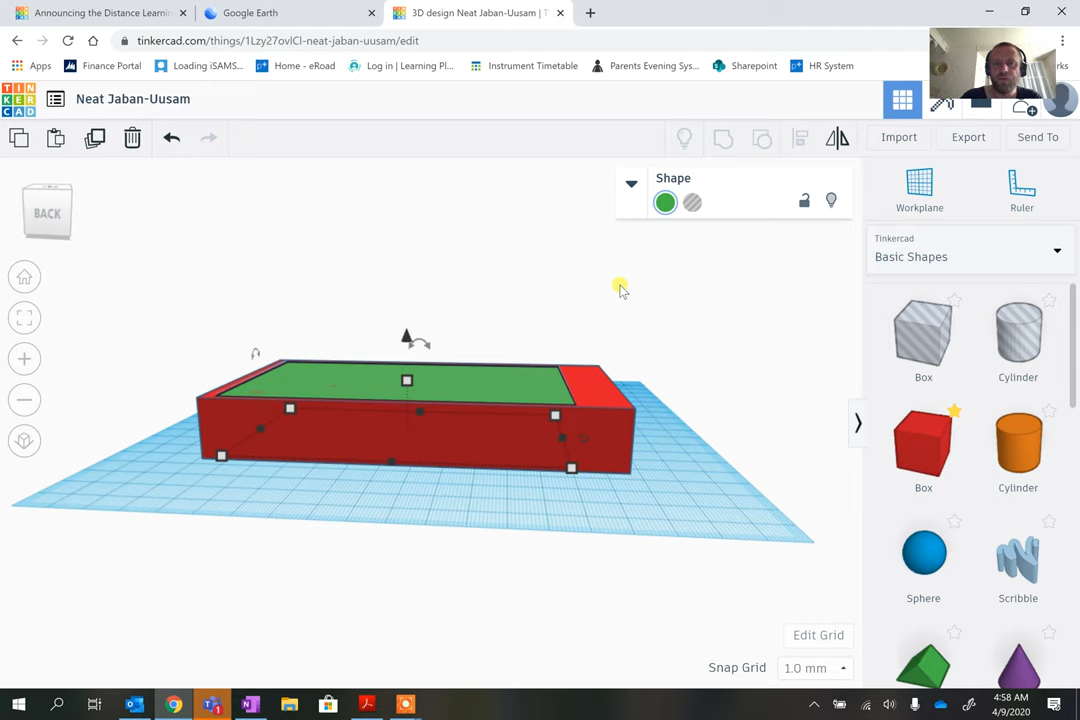 Announcing the Distance Learnin
Google Earth
3D design Neat Jaban-Uusam | T
tinkercad.com/things/1Lzy27ovlCl-neat-jaban-uusam/edit
Apps
Finance Portal
Loading iSAMS...
Home - eRoad
Log in | Learning Pl...
Instrument Timetable
Parents Evening Sys...
Sharepoint
HR System
TIN
KER
CAD
Neat Jaban-Uusam
Import
Export
Send To
BACK
Shape
Workplane
Ruler
Tinkercad
Basic Shapes
Box
Cylinder
Box
Cylinder
Sphere
Scribble
Edit Grid
Snap Grid
1.0 mm
4:58 AM
4/9/2020